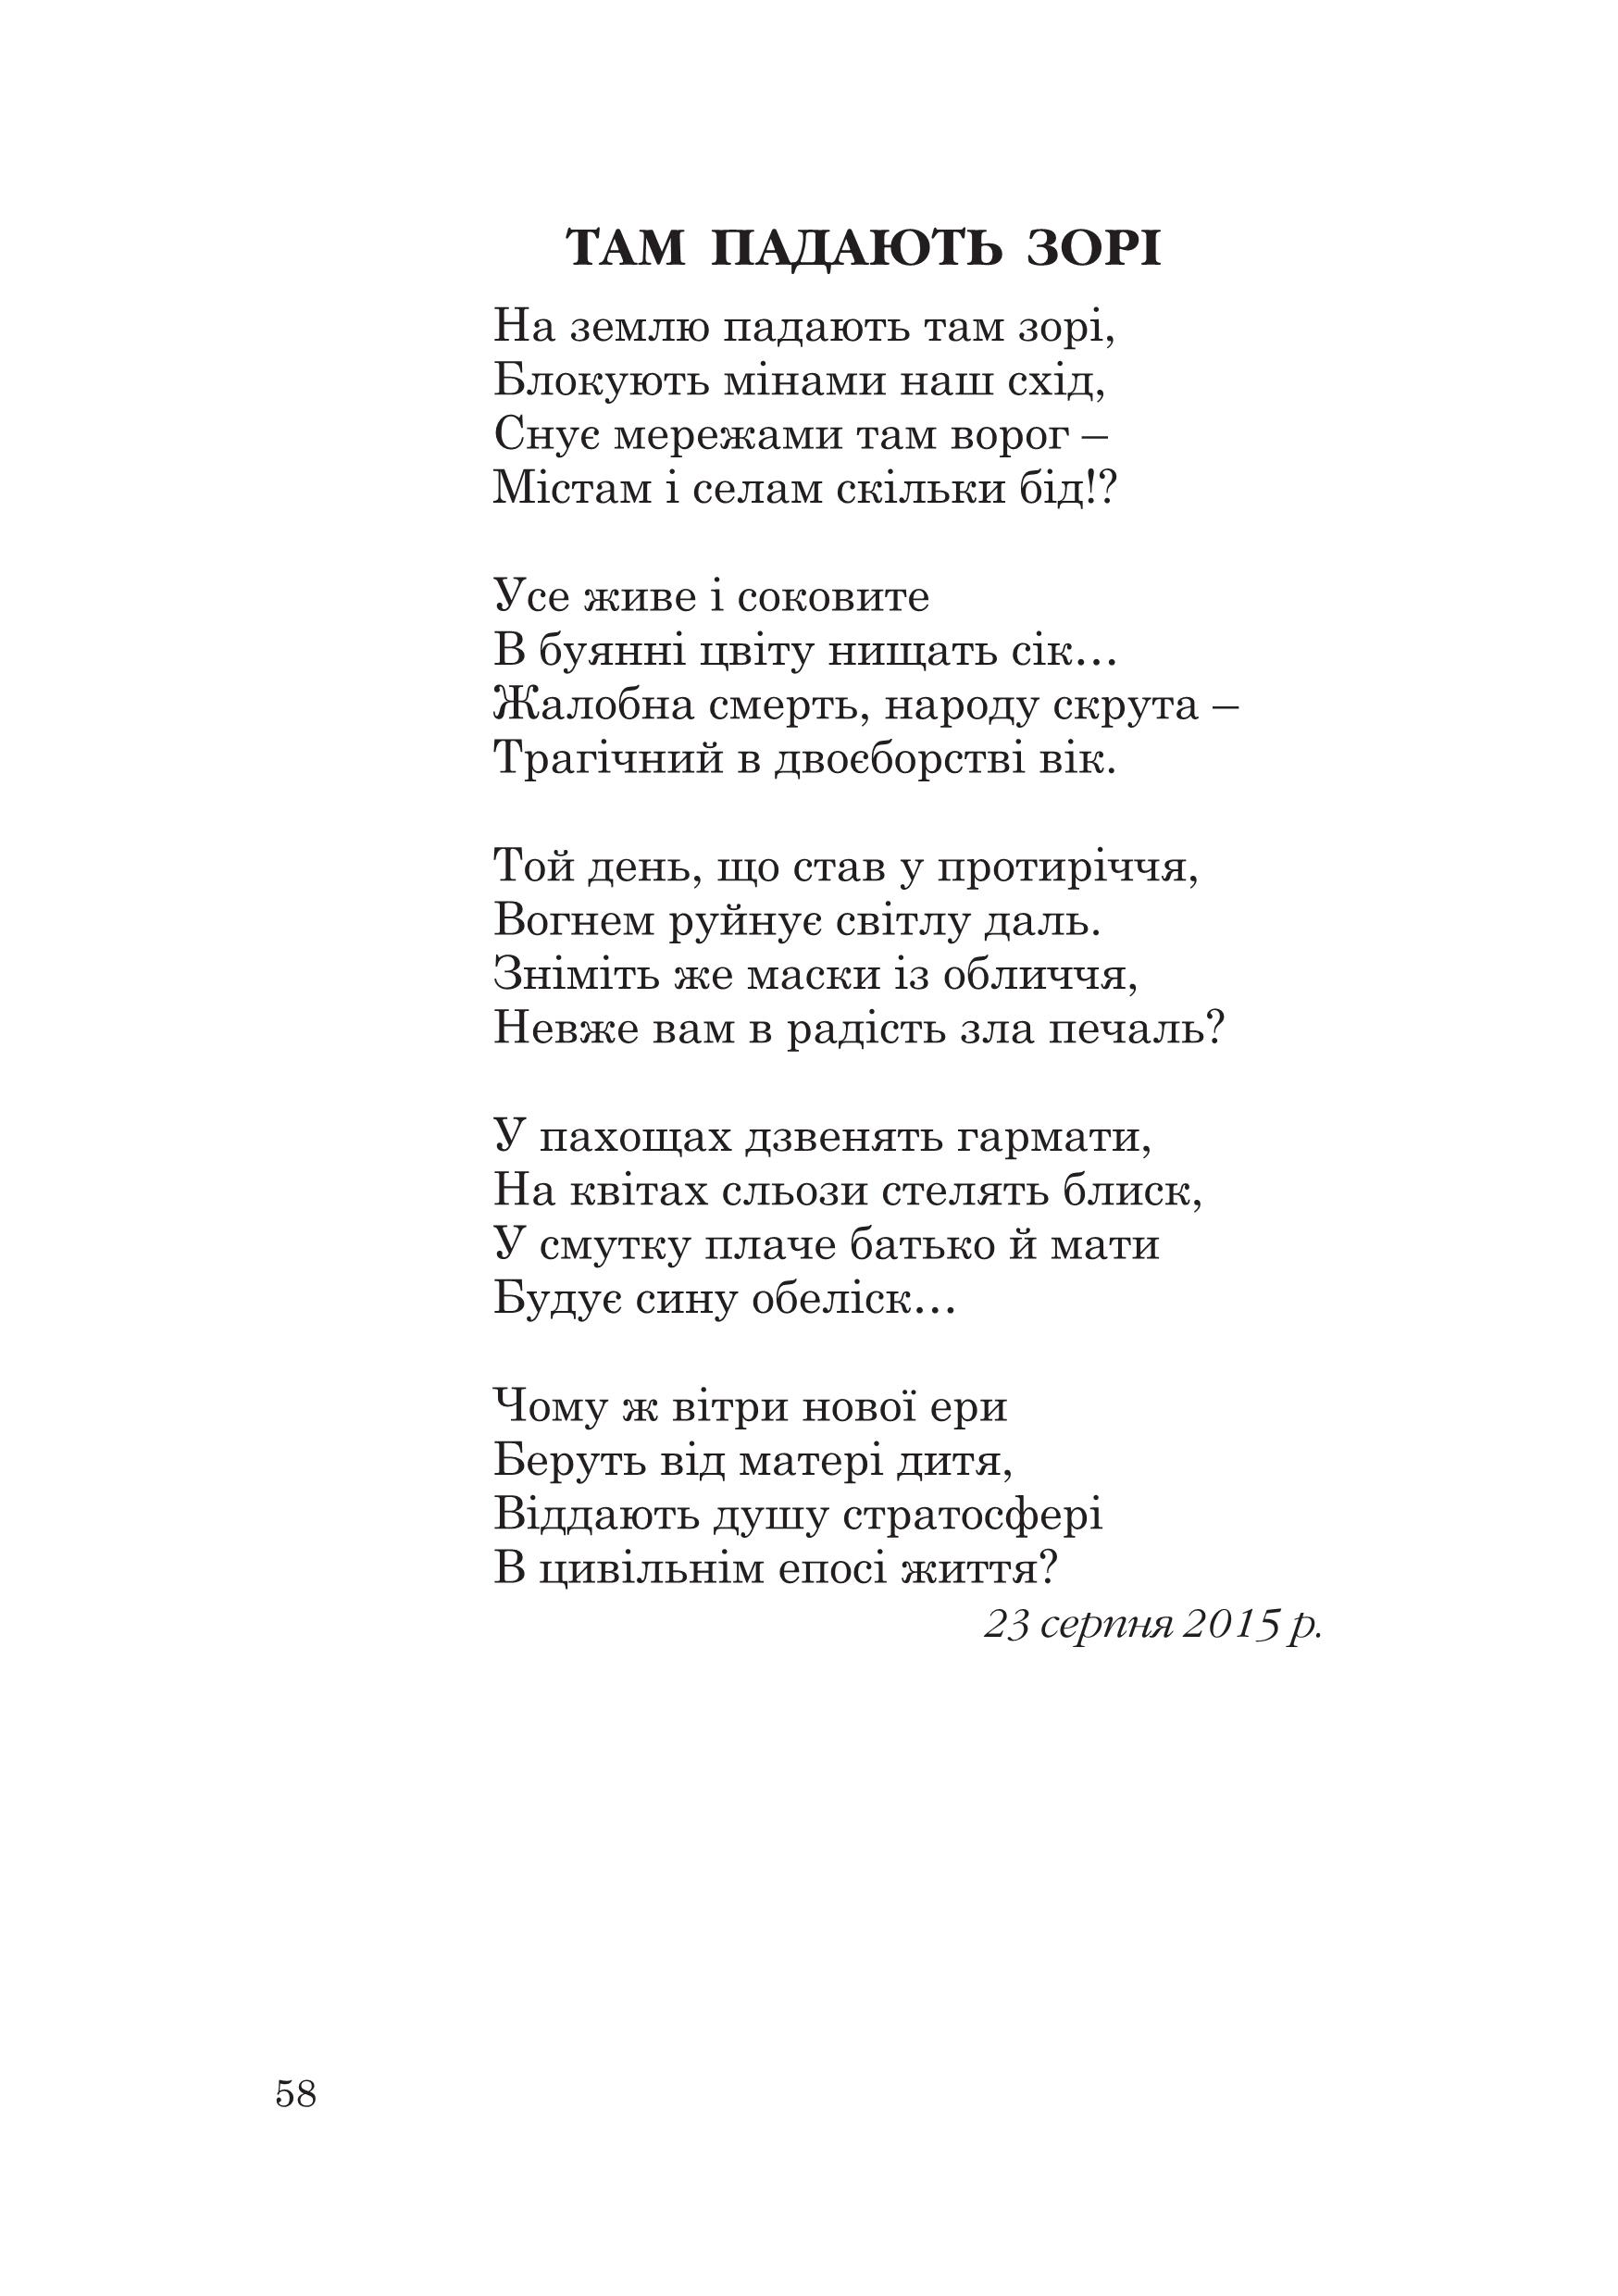 ТАМ ПАДАЮТЬ ЗОРІ
На землю падають там зорі,
Блокують мінами наш схід,
Снує мережами там ворог –
Містам і селам скільки бід!?
Усе живе і соковите
В буянні цвіту нищать сік...
Жалобна смерть, народу скрута –
Трагічний в двоєборстві вік.
Той день, що став у протиріччя,
Вогнем руйнує світлу даль.
Зніміть же маски із обличчя,
Невже вам в радість зла печаль?
У пахощах дзвенять гармати,
На квітах сльози стелять блиск,
У смутку плаче батько й мати
Будує сину обеліск...
Чому ж вітри нової ери
Беруть від матері дитя,
Віддають душу стратосфері
В цивільнім епосі життя?
23 серпня 2015 р.
58